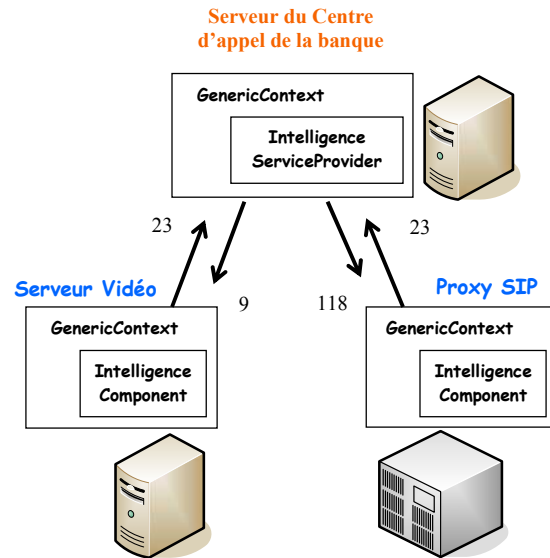 Serveur du Centre
d'appel de la banque
GenericContext
Intelligence
ServiceProvider
23
23
Serveur Vidéo
9
118
Proxy SIP
GenericContext
Intelligence
Component
GenericContext
Intelligence
Component